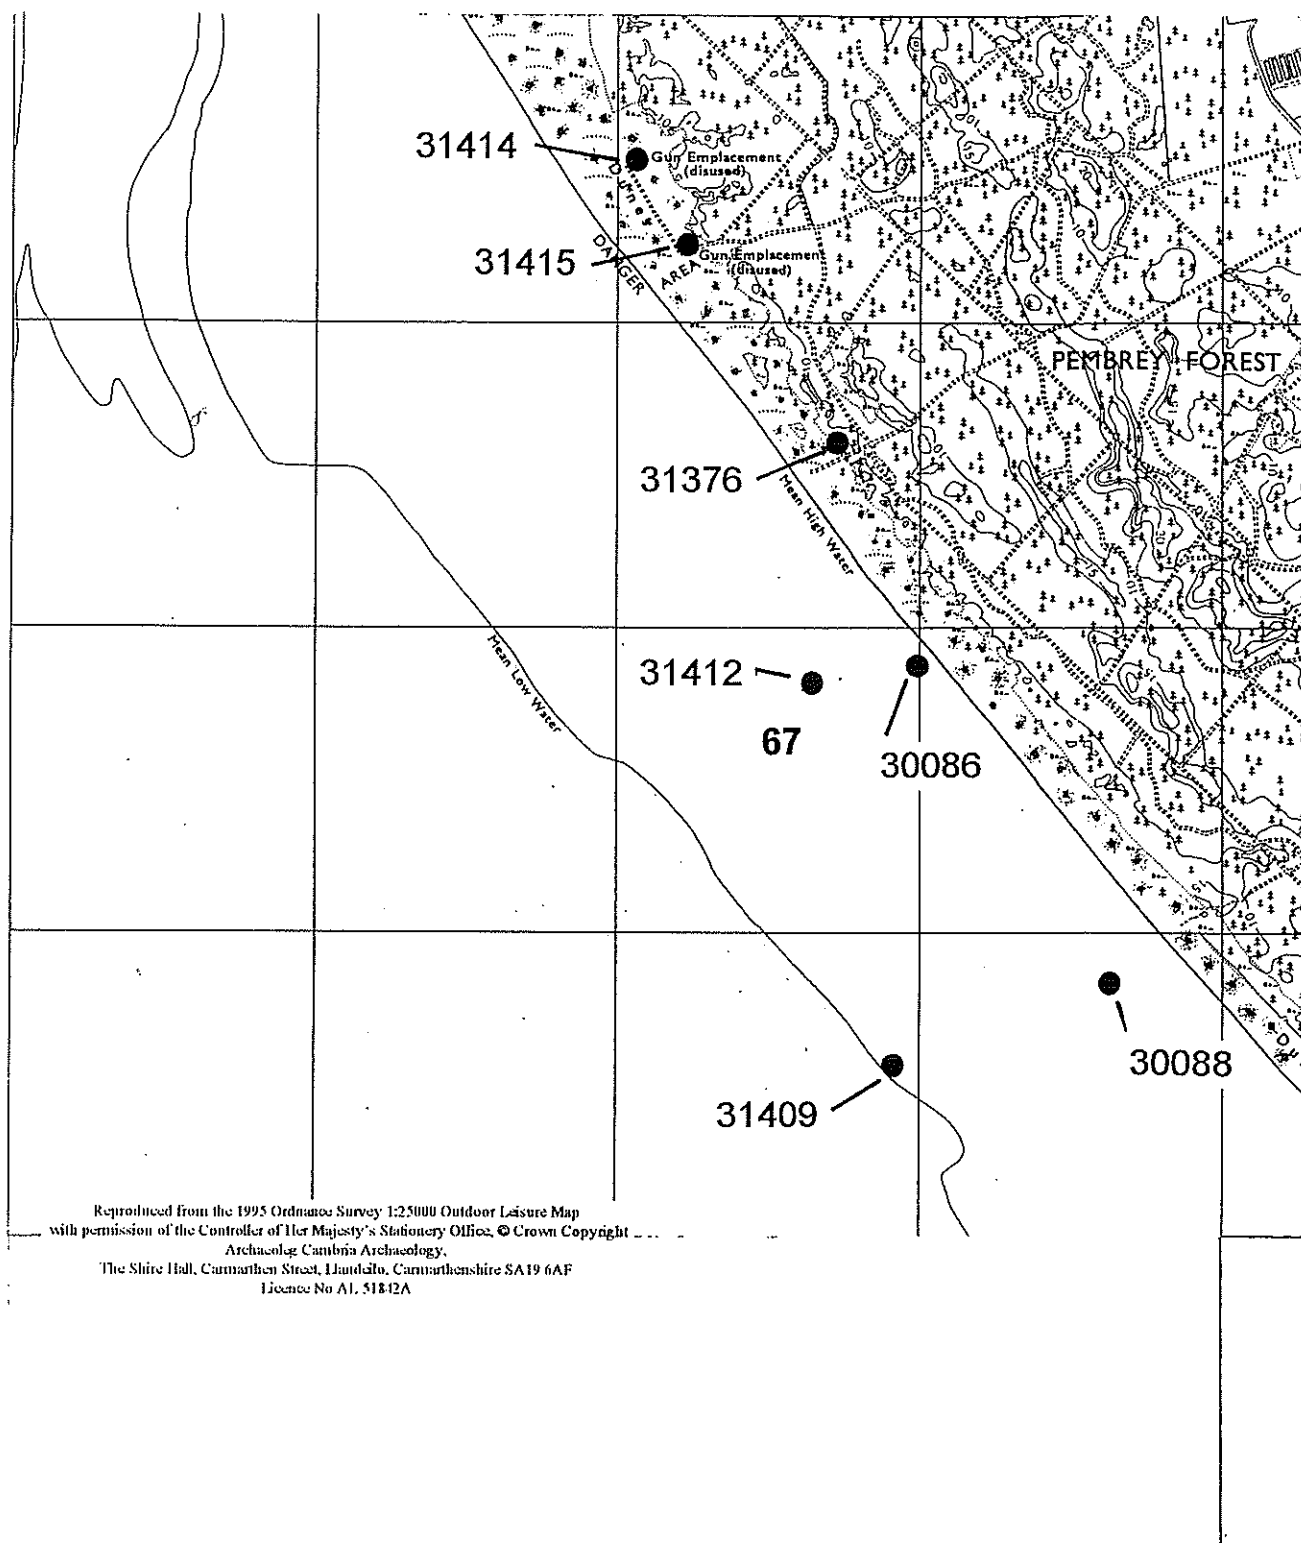 31414
Gun Emplacement
(disused)
31415
Gun Emplacement
(disused)
DANGER
AREA
PEMBREY FOREST
31376
Mean High Water
Mean Low Water
31412
67
30086
30088
31409
Reproduced from the 1995 Ordnance Survey 1:25000 Outdoor Leisure Map
with permission of the Controller of Her Majesty's Stationery Office, © Crown Copyright
Cambria Archaeology,
The Shire Hall, Carmarthen Street, Llandeilo, Carmarthenshire SA19 6AF
Licence No AL 51842A